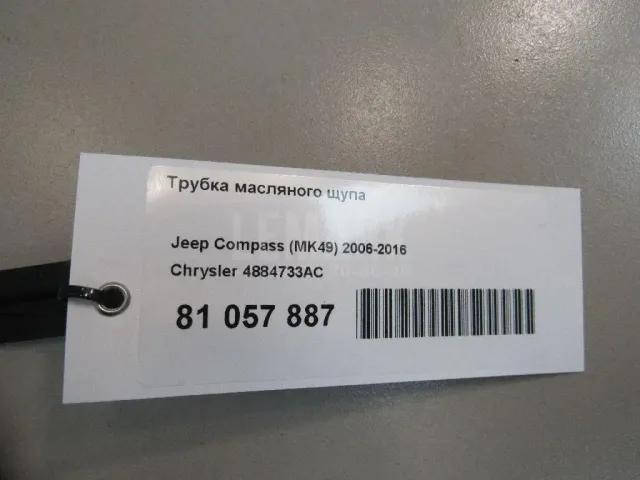 Трубка масляного щупа
Jeep Compass (MK49) 2006-2016
Chrysler 4884733AC
81 057 887